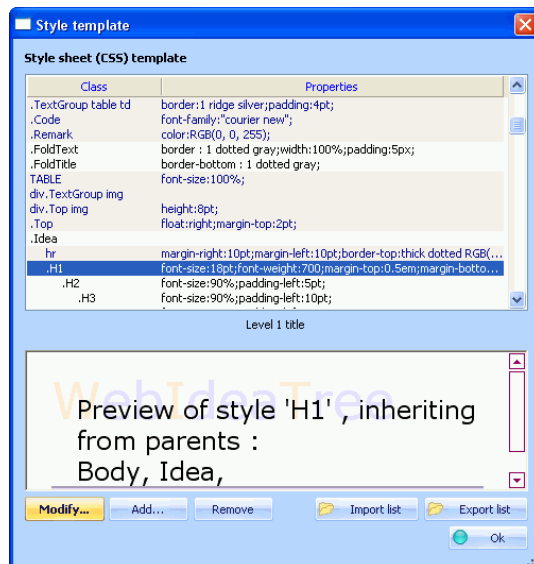 Style template
Style sheet (CSS) template
Class Properties
.TextGroup table td border:1 ridge silver;padding:4pt;
.Code font-family:"courier new";
.Remark color:RGB(0, 0, 255);
.FoldText border : 1 dotted gray;width:100%;padding:5px;
.FoldTitle border-bottom : 1 dotted gray;
TABLE font-size:100%;
div.TextGroup img
div.Top img height:8pt;
.Top float:right;margin-top:2pt;
.Idea
hr margin-right:10pt;margin-left:10pt;border-top:thick dotted RGB(...
.H1 font-size:18pt;font-weight:700;margin-top:0.5em;margin-botto...
.H2 font-size:90%;padding-left:5pt;
.H3 font-size:90%;padding-left:10pt;
Level 1 title
WebIdeaTree
Preview of style 'H1' , inheriting
from parents :
Body, Idea,
Modify... Add... Remove Import list Export list
Ok